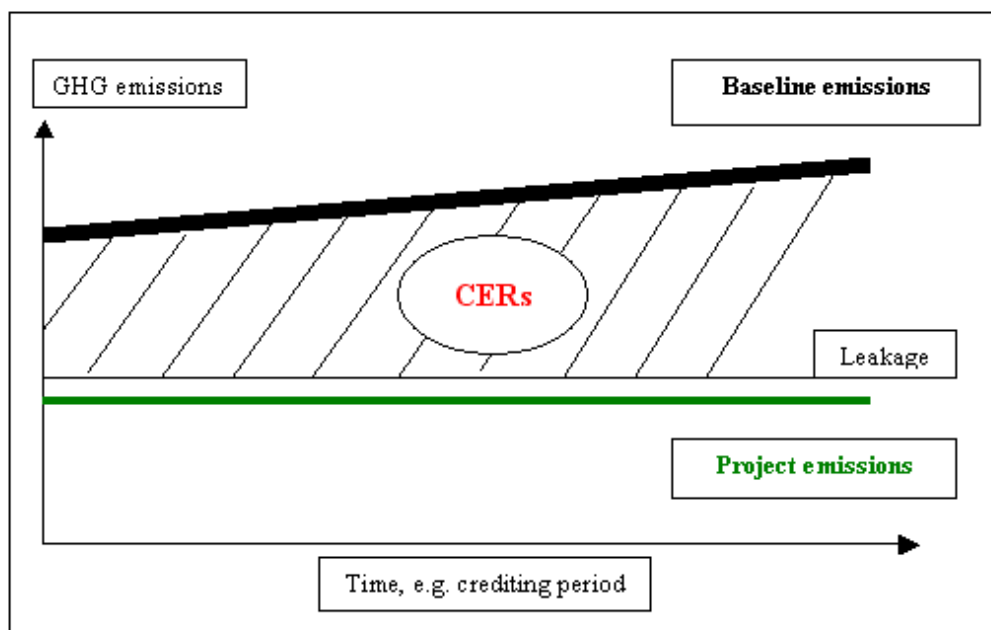 GHG emissions
Baseline emissions
CERs
Leakage
Project emissions
Time, e.g. crediting period